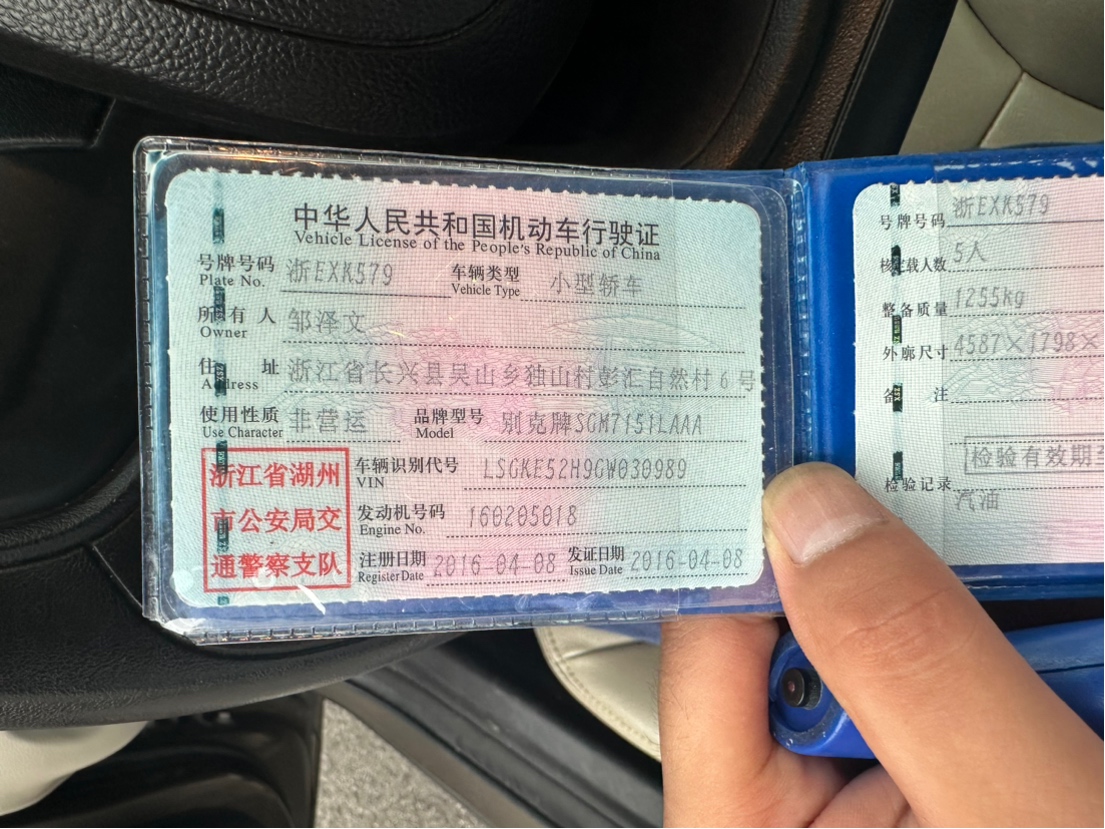 中华人民共和国机动车行驶证
Vehicle License of the People's Republic of China
号牌号码 浙EXK579 车辆类型 小型轿车
Plate No. Vehicle Type
所有人 邹泽文
Owner
住址 浙江省长兴县吴山乡独山村彭汇自然村6号
Address
使用性质 非营运 品牌型号 别克牌SGM7151LAAA
Use Character Model
浙江省湖州
市公安局交
通警察支队
车辆识别代号 LSGKE52H9GW030989
VIN
发动机号码 160205018
Engine No.
注册日期 2016-04-08 发证日期 2016-04-08
Register Date Issue Date
号牌号码 浙EXK579
核定载人数 5人
整备质量 1255kg
外廓尺寸 4587×1798×
备注
检验有效期至
检验记录
汽油